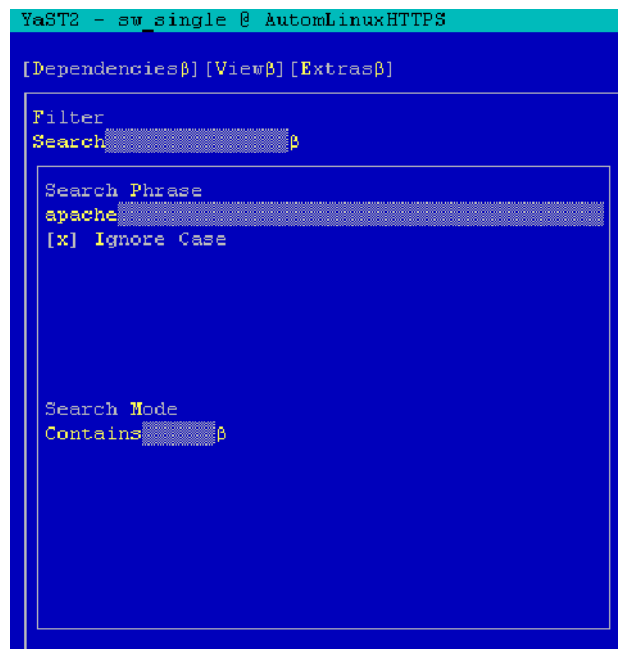 YaST2 - sw_single @ AutomLinuxHTTPS
[Dependenciesβ][Viewβ][Extrasβ]
Filter
Searchβ
Search Phrase
apache
[x] Ignore Case
Search Mode
Containsβ